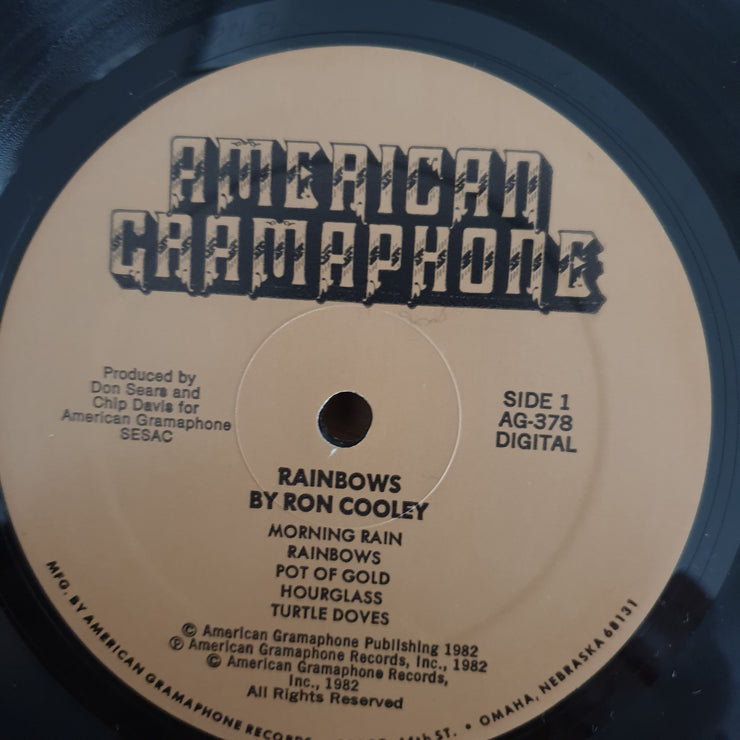 AMERICAN
GRAMAPHONE
Produced by
Don Sears and
Chip Davis for
American Gramaphone
SESAC
SIDE 1
AG-378
DIGITAL
RAINBOWS
BY RON COOLEY
MORNING RAIN
RAINBOWS
POT OF GOLD
HOURGLASS
TURTLE DOVES
© American Gramaphone Publishing 1982
℗ American Gramaphone Records, Inc., 1982
© American Gramaphone Records,
Inc., 1982
All Rights Reserved
MFG. BY AMERICAN GRAMAPHONE RECORDS ST. • OMAHA, NEBRASKA 68131